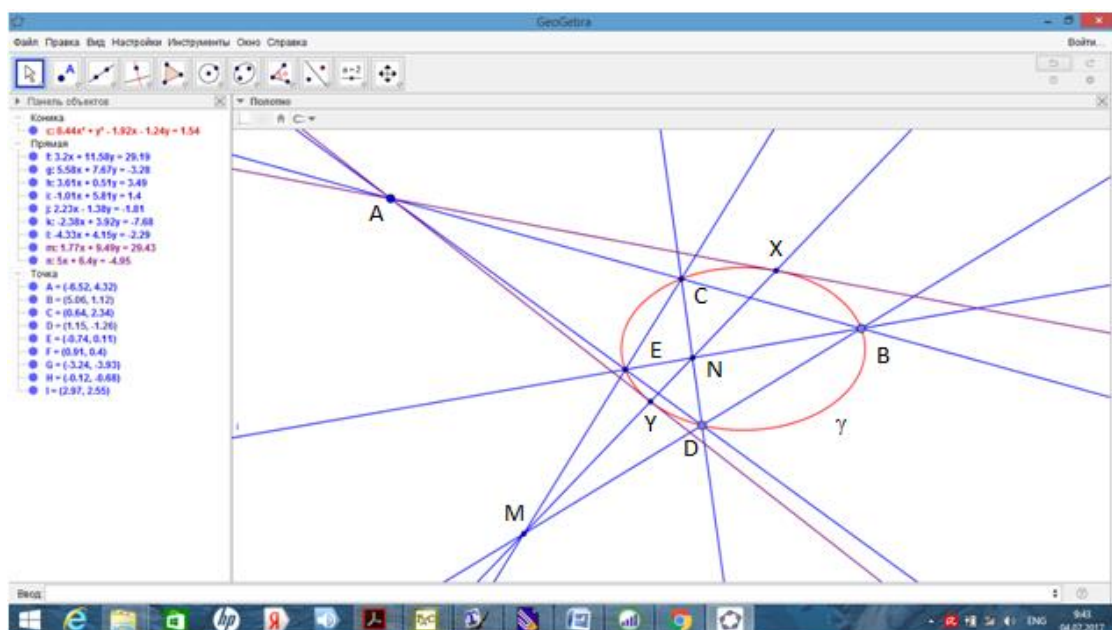 GeoGebra
Файл Правка Вид Настройки Инструменты Окно Справка
Войти...
a=2
Панель объектов
Полотно
Коника
c: 0.44x² + y² - 1.92x - 1.24y = 1.54
Прямая
f: 3.2x + 11.58y = 29.19
g: 5.58x + 7.67y = -3.28
h: 3.61x + 0.51y = 3.49
i: -1.01x + 5.81y = 1.4
j: 2.23x - 1.38y = -1.81
k: -2.38x + 3.92y = -7.68
l: -4.33x + 4.15y = -2.29
m: 1.77x + 9.49y = 29.43
n: 5x + 6.4y = -4.95
Точка
A = (-6.52, 4.32)
B = (5.06, 1.12)
C = (0.64, 2.34)
D = (1.15, -1.26)
E = (-0.74, 0.11)
F = (0.91, 0.4)
G = (-3.24, -3.93)
H = (-0.12, -0.68)
I = (2.97, 2.55)
A
X
C
B
E
N
Y
D
γ
M
i
Ввод:
hp
Я
ENG
9:43
04.02.2017